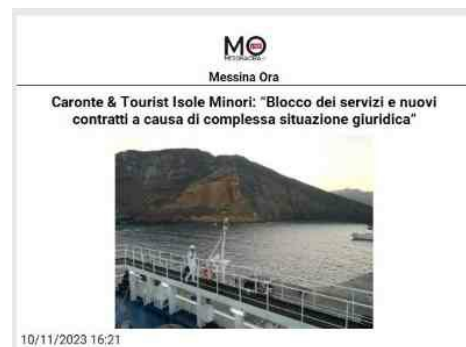 MO
Messina Ora
Caronte & Tourist Isole Minori: “Blocco dei servizi e nuovi
contratti a causa di complessa situazione giuridica”
10/11/2023 16:21